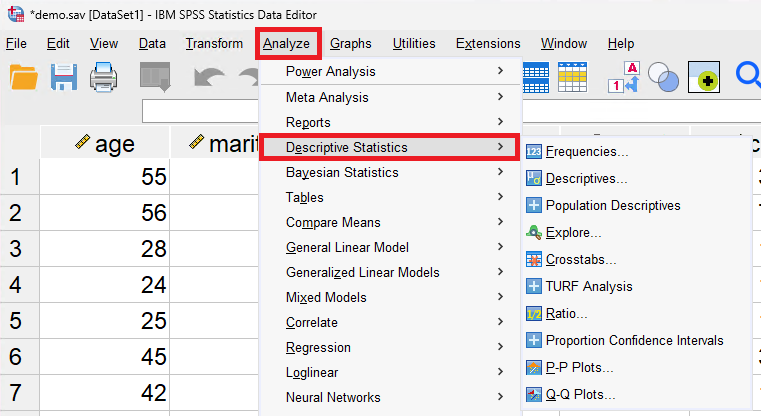 *demo.sav [DataSet1] - IBM SPSS Statistics Data Editor
File Edit View Data Transform Analyze Graphs Utilities Extensions Window Help
Power Analysis
Meta Analysis
Reports
Descriptive Statistics
Bayesian Statistics
Tables
Compare Means
General Linear Model
Generalized Linear Models
Mixed Models
Correlate
Regression
Loglinear
Neural Networks
Frequencies...
Descriptives...
Population Descriptives
Explore...
Crosstabs...
TURF Analysis
Ratio...
Proportion Confidence Intervals
P-P Plots...
Q-Q Plots...
age marit
1 55
2 56
3 28
4 24
5 25
6 45
7 42